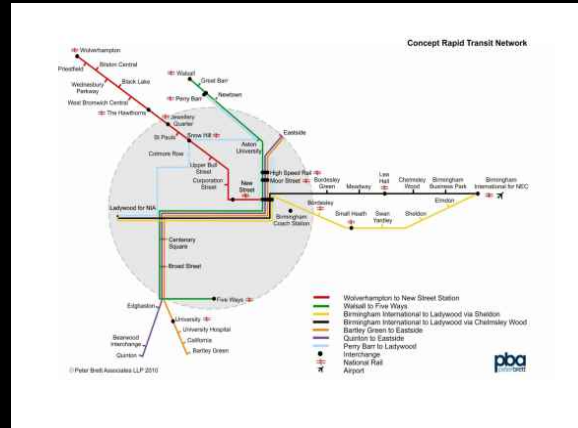 Concept Rapid Transit Network
Wolverhampton
Priestfield
Bilston Central
Wednesbury
Parkway
Black Lake
West Bromwich Central
The Hawthorns
Jewellery
Quarter
St Pauls
Snow Hill
Colmore Row
Upper Bull
Street
Corporation
Street
New
Street
Walsall
Great Barr
Perry Barr
Newtown
Aston
University
Eastside
High Speed Rail
Moor Street
Bordesley
Green
Meadway
Lea
Hall
Chelmsley
Wood
Birmingham
Business Park
Birmingham
International for NEC
Elmdon
Bordesley
Small Heath
Swan
Yardley
Sheldon
Birmingham
Coach Station
Ladywood for NIA
Centenary
Square
Broad Street
Five Ways
Edgbaston
University
University Hospital
California
Bartley Green
Bearwood
Interchange
Quinton
Wolverhampton to New Street Station
Walsall to Five Ways
Birmingham International to Ladywood via Sheldon
Birmingham International to Ladywood via Chelmsley Wood
Bartley Green to Eastside
Quinton to Eastside
Perry Barr to Ladywood
Interchange
National Rail
Airport
© Peter Brett Associates LLP 2010
pba
peterbrett